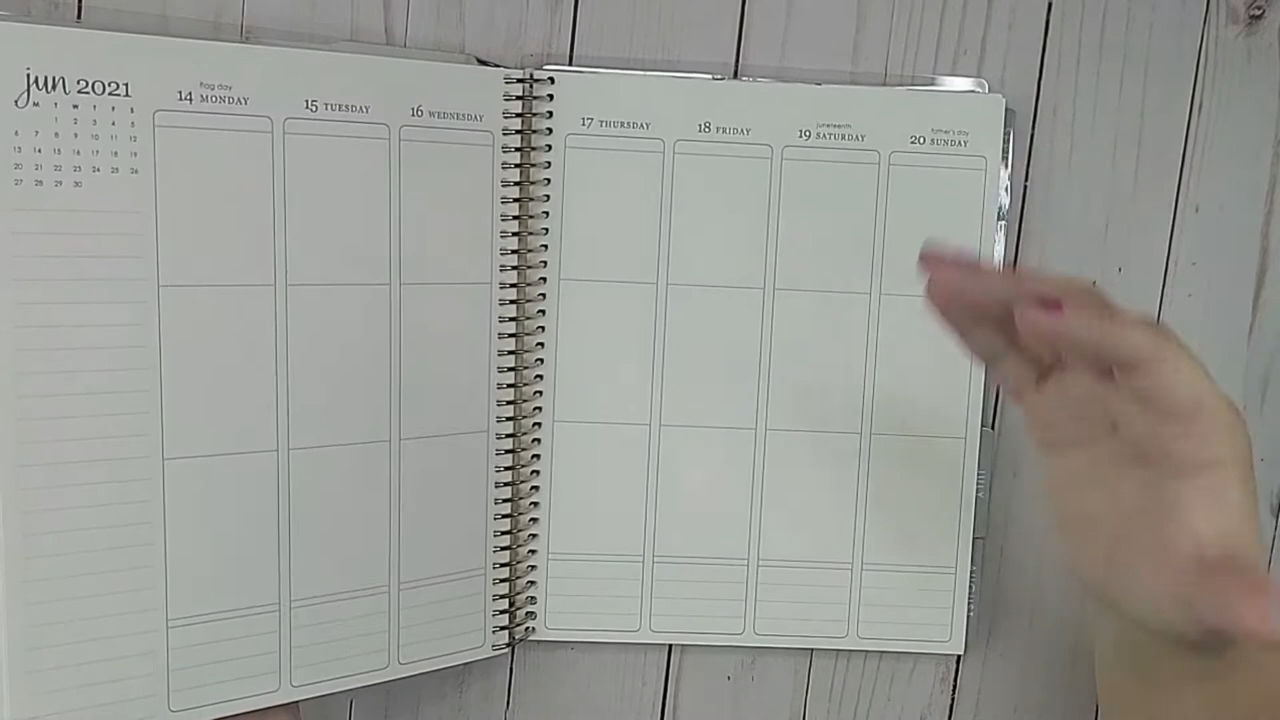 jun 2021
S M T W T F S
1 2 3 4 5
6 7 8 9 10 11 12
13 14 15 16 17 18 19
20 21 22 23 24 25 26
27 28 29 30
flag day
14 MONDAY
15 TUESDAY
16 WEDNESDAY
17 THURSDAY
18 FRIDAY
juneteenth
19 SATURDAY
father's day
20 SUNDAY
JULY
AUGUST